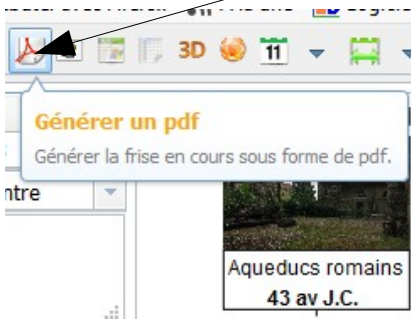 3D
11
Générer un pdf
Générer la frise en cours sous forme de pdf.
ntre
Aqueducs romains
43 av J.C.